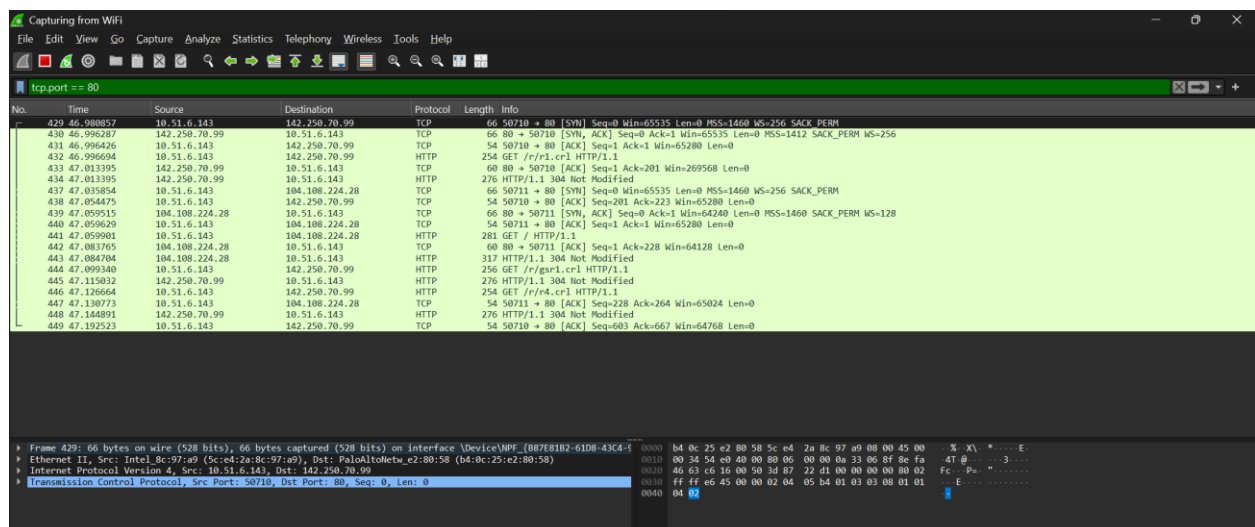 Capturing from WiFi
File Edit View Go Capture Analyze Statistics Telephony Wireless Tools Help
tcp.port == 80
No. Time Source Destination Protocol Length Info
429 46.980857 10.51.6.143 142.250.70.99 TCP 66 50710 → 80 [SYN] Seq=0 Win=65535 Len=0 MSS=1460 WS=256 SACK_PERM
430 46.996287 142.250.70.99 10.51.6.143 TCP 66 80 → 50710 [SYN, ACK] Seq=0 Ack=1 Win=65535 Len=0 MSS=1412 SACK_PERM WS=256
431 46.996426 10.51.6.143 142.250.70.99 TCP 54 50710 → 80 [ACK] Seq=1 Ack=1 Win=65280 Len=0
432 46.996694 10.51.6.143 142.250.70.99 HTTP 254 GET /r/r1.crl HTTP/1.1
433 47.013395 142.250.70.99 10.51.6.143 TCP 60 80 → 50710 [ACK] Seq=1 Ack=201 Win=269568 Len=0
434 47.013395 142.250.70.99 10.51.6.143 HTTP 276 HTTP/1.1 304 Not Modified
437 47.035854 10.51.6.143 104.108.224.28 TCP 66 50711 → 80 [SYN] Seq=0 Win=65535 Len=0 MSS=1460 WS=256 SACK_PERM
438 47.054475 10.51.6.143 142.250.70.99 TCP 54 50710 → 80 [ACK] Seq=201 Ack=223 Win=65280 Len=0
439 47.059515 104.108.224.28 10.51.6.143 TCP 66 80 → 50711 [SYN, ACK] Seq=0 Ack=1 Win=64240 Len=0 MSS=1460 SACK_PERM WS=128
440 47.059629 10.51.6.143 104.108.224.28 TCP 54 50711 → 80 [ACK] Seq=1 Ack=1 Win=65280 Len=0
441 47.059901 10.51.6.143 104.108.224.28 HTTP 281 GET / HTTP/1.1
442 47.083765 104.108.224.28 10.51.6.143 TCP 60 80 → 50711 [ACK] Seq=1 Ack=228 Win=64128 Len=0
443 47.084704 104.108.224.28 10.51.6.143 HTTP 317 HTTP/1.1 304 Not Modified
444 47.099340 10.51.6.143 142.250.70.99 HTTP 256 GET /r/gsr1.crl HTTP/1.1
445 47.115032 142.250.70.99 10.51.6.143 HTTP 276 HTTP/1.1 304 Not Modified
446 47.126664 10.51.6.143 142.250.70.99 HTTP 254 GET /r/r4.crl HTTP/1.1
447 47.130773 10.51.6.143 104.108.224.28 TCP 54 50711 → 80 [ACK] Seq=228 Ack=264 Win=65024 Len=0
448 47.144891 142.250.70.99 10.51.6.143 HTTP 276 HTTP/1.1 304 Not Modified
449 47.192523 10.51.6.143 142.250.70.99 TCP 54 50710 → 80 [ACK] Seq=603 Ack=667 Win=64768 Len=0
Frame 429: 66 bytes on wire (528 bits), 66 bytes captured (528 bits) on interface \Device\NPF_{B87E81B2-61D8-43C4-9
Ethernet II, Src: Intel_8c:97:a9 (5c:e4:2a:8c:97:a9), Dst: PaloAltoNetw_e2:80:58 (b4:0c:25:e2:80:58)
Internet Protocol Version 4, Src: 10.51.6.143, Dst: 142.250.70.99
Transmission Control Protocol, Src Port: 50710, Dst Port: 80, Seq: 0, Len: 0
0000 b4 0c 25 e2 80 58 5c e4 2a 8c 97 a9 08 00 45 00 ··%··X\· *·····E·
0010 00 34 54 e0 40 00 80 06 00 00 0a 33 06 8f 8e fa ·4T·@··· ···3····
0020 46 63 c6 16 00 50 3d 87 22 d1 00 00 00 00 80 02 Fc···P=· "·······
0030 ff ff e6 45 00 00 02 04 05 b4 01 03 03 08 01 01 ···E···· ········
0040 04 02 ··